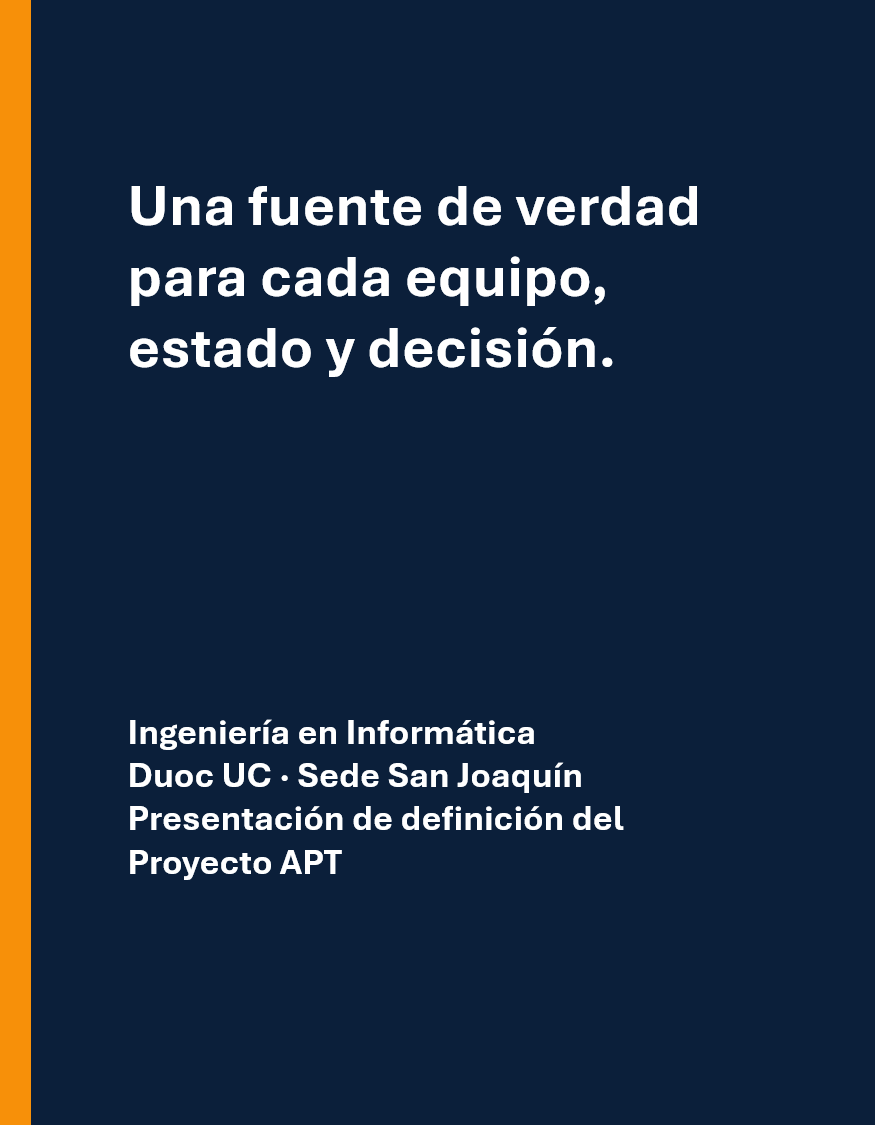 Una fuente de verdad
para cada equipo,
estado y decisión.
Ingeniería en Informática
Duoc UC · Sede San Joaquín
Presentación de definición del
Proyecto APT